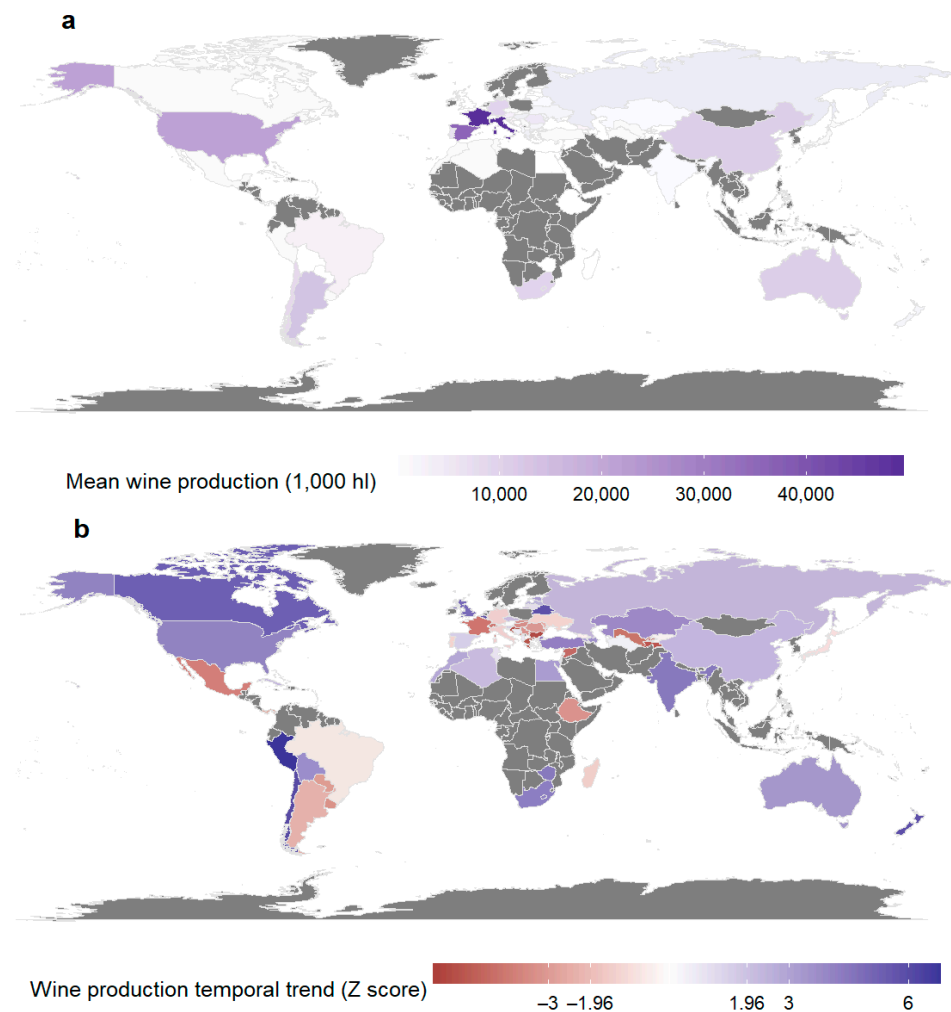 a
Mean wine production (1,000 hl)
10,000 20,000 30,000 40,000
b
Wine production temporal trend (Z score)
−3 −1.96 1.96 3 6